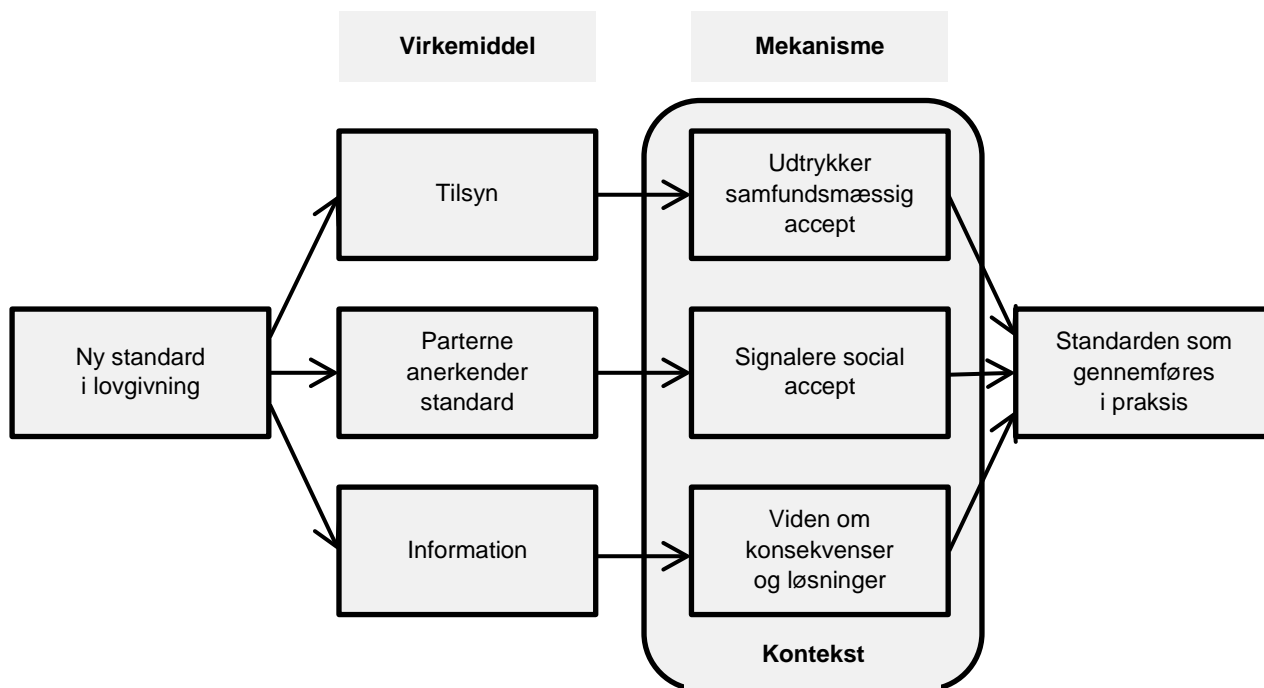 Virkemiddel
Mekanisme
Tilsyn
Udtrykker
samfundsmæssig
accept
Ny standard
i lovgivning
Parterne
anerkender
standard
Signalere social
accept
Standarden som
gennemføres
i praksis
Information
Viden om
konsekvenser
og løsninger
Kontekst